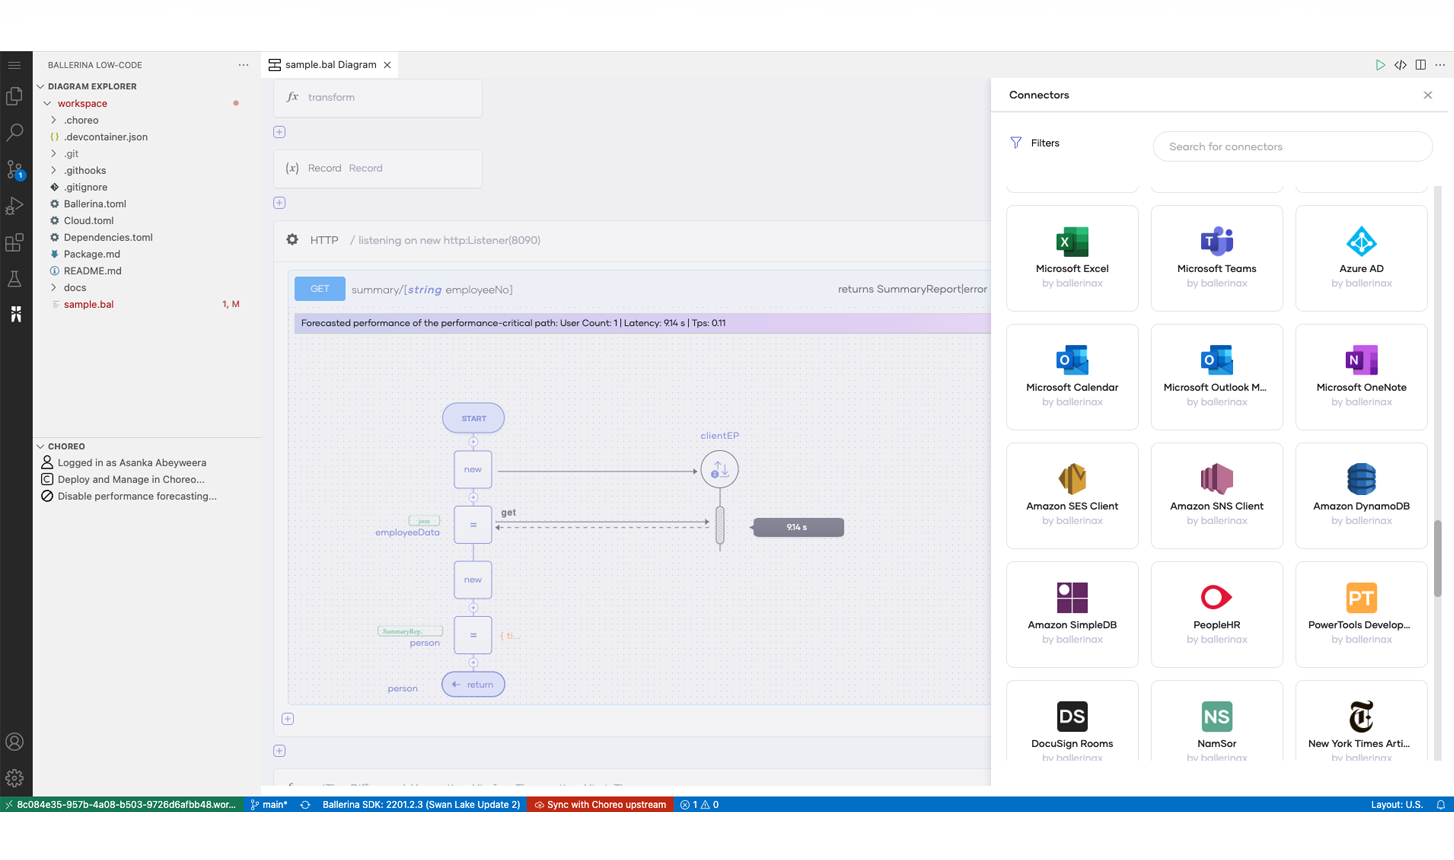 BALLERINA LOW-CODE
DIAGRAM EXPLORER
workspace
.choreo
.devcontainer.json
.git
.githooks
.gitignore
Ballerina.toml
Cloud.toml
Dependencies.toml
Package.md
README.md
docs
sample.bal 1, M
CHOREO
Logged in as Asanka Abeyweera
Deploy and Manage in Choreo...
Disable performance forecasting...
sample.bal Diagram
fx transform
(x) Record Record
HTTP / listening on new http:Listener(8090)
GET summary/[string employeeNo] returns SummaryReport|error
Forecasted performance of the performance-critical path: User Count: 1 | Latency: 9.14 s | Tps: 0.11
START
clientEP
new
get
json
employeeData
=
9.14 s
new
SummaryRep.
person
=
{ ti...
person
return
Connectors
Filters
Search for connectors
Microsoft Excel
by ballerinax
Microsoft Teams
by ballerinax
Azure AD
by ballerinax
Microsoft Calendar
by ballerinax
Microsoft Outlook M...
by ballerinax
Microsoft OneNote
by ballerinax
Amazon SES Client
by ballerinax
Amazon SNS Client
by ballerinax
Amazon DynamoDB
by ballerinax
Amazon SimpleDB
by ballerinax
PeopleHR
by ballerinax
PT
PowerTools Develop...
by ballerinax
DS
DocuSign Rooms
by ballerinax
NS
NamSor
by ballerinax
New York Times Arti...
by ballerinax
8c084e35-957b-4a08-b503-9726d6afbb48.wor... main* Ballerina SDK: 2201.2.3 (Swan Lake Update 2) Sync with Choreo upstream 1 0 Layout: U.S.